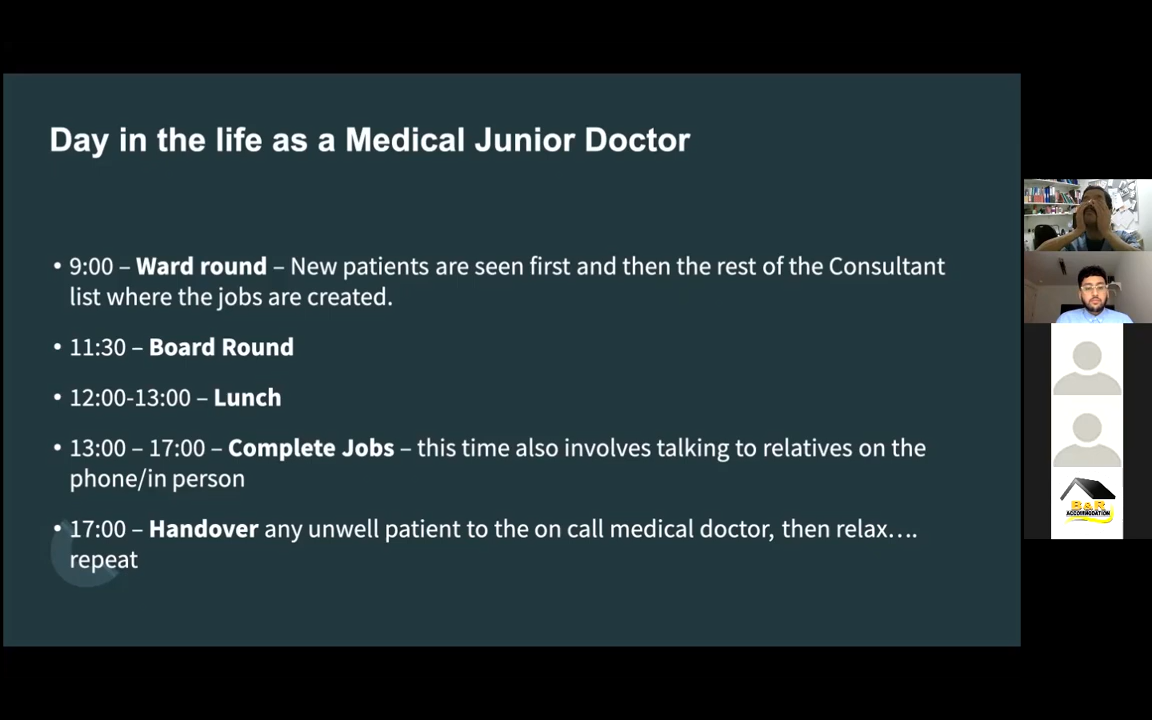 Day in the life as a Medical Junior Doctor
• 9:00 – Ward round – New patients are seen first and then the rest of the Consultant
list where the jobs are created.
• 11:30 – Board Round
• 12:00-13:00 – Lunch
• 13:00 – 17:00 – Complete Jobs – this time also involves talking to relatives on the
phone/in person
• 17:00 – Handover any unwell patient to the on call medical doctor, then relax….
repeat
B&R
ACCOMMODATION